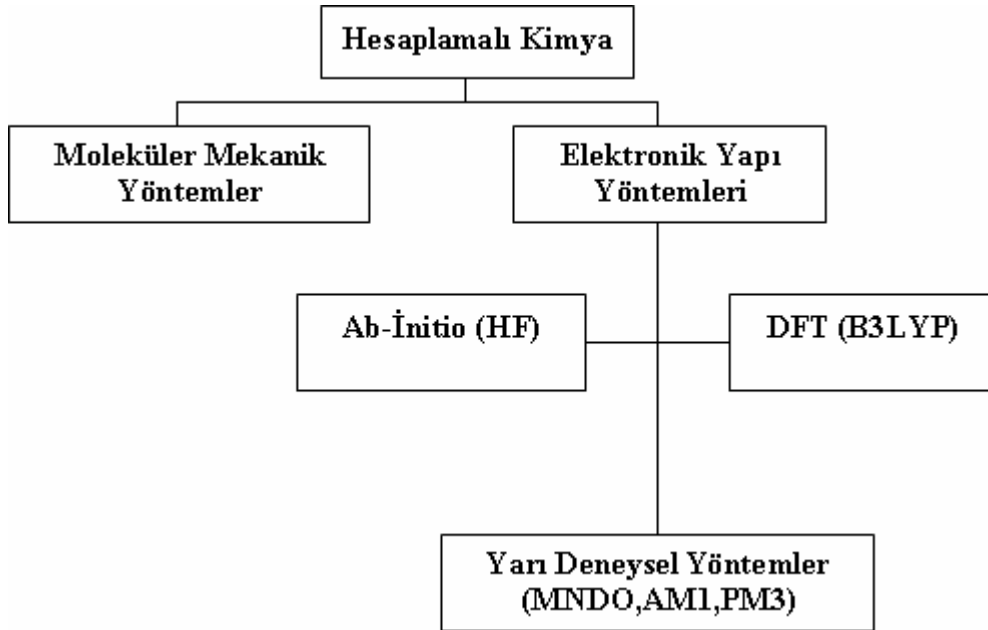 Hesaplamalı Kimya
Moleküler Mekanik
Yöntemler
Elektronik Yapı
Yöntemleri
Ab-İnitio (HF)
DFT (B3LYP)
Yarı Deneysel Yöntemler
(MNDO,AM1,PM3)